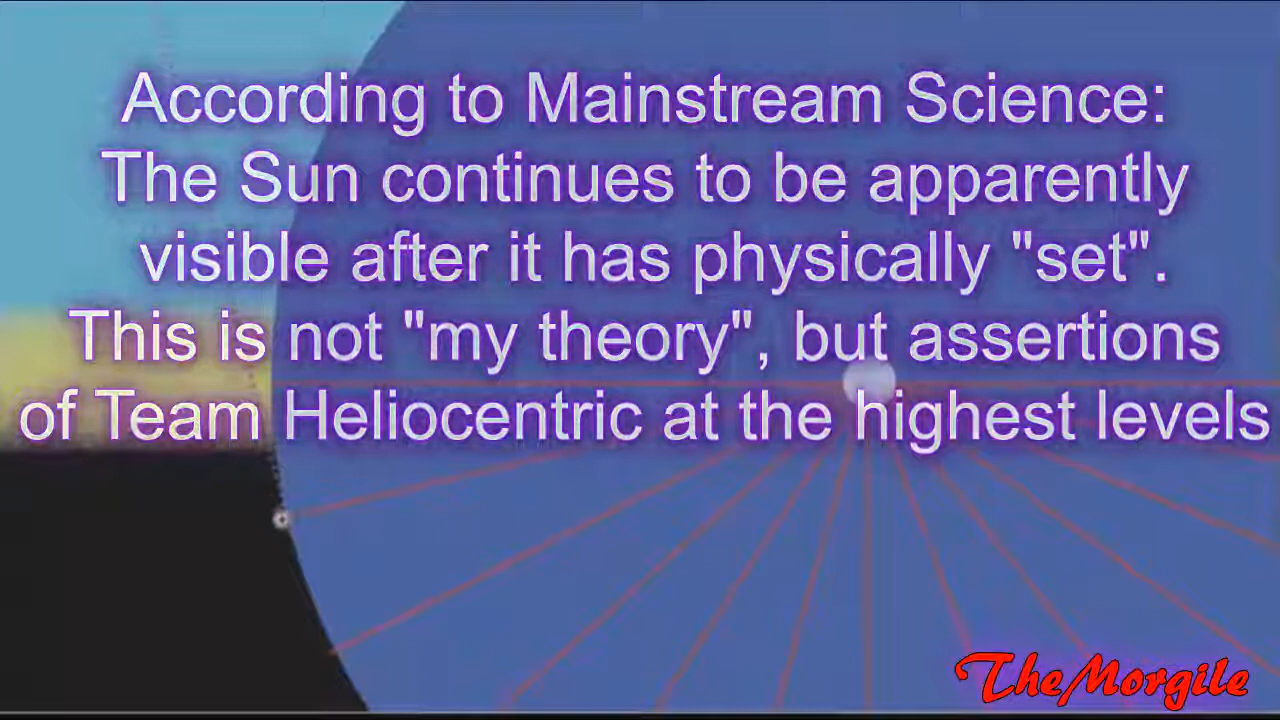 According to Mainstream Science:
The Sun continues to be apparently
visible after it has physically "set".
This is not "my theory", but assertions
of Team Heliocentric at the highest levels
TheMorgile